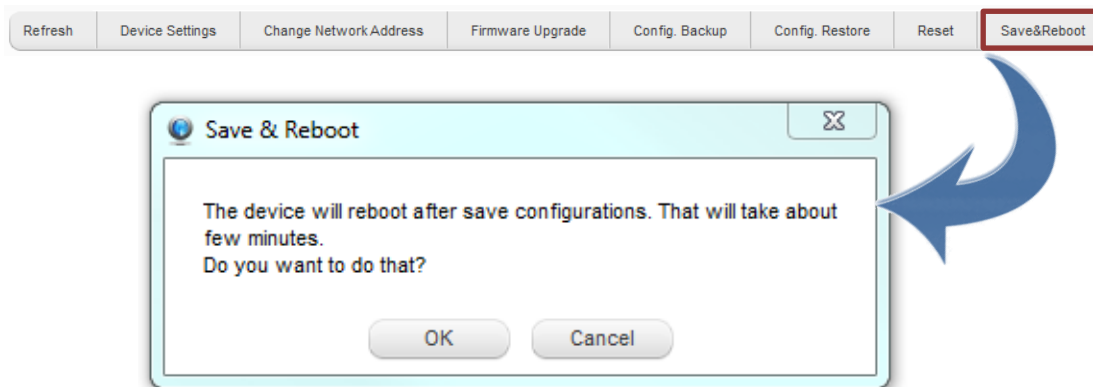 Refresh Device Settings Change Network Address Firmware Upgrade Config. Backup Config. Restore Reset Save&Reboot
Save & Reboot
The device will reboot after save configurations. That will take about
few minutes.
Do you want to do that?
OK Cancel